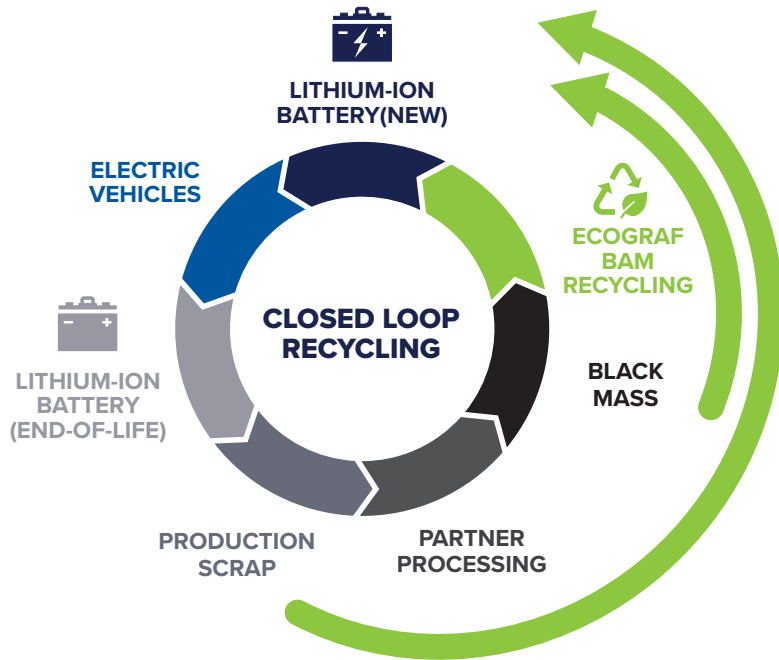 LITHIUM-ION
BATTERY(NEW)
ELECTRIC
VEHICLES
ECOGRAF
BAM
RECYCLING
CLOSED LOOP
RECYCLING
BLACK
MASS
LITHIUM-ION
BATTERY
(END-OF-LIFE)
PRODUCTION
SCRAP
PARTNER
PROCESSING